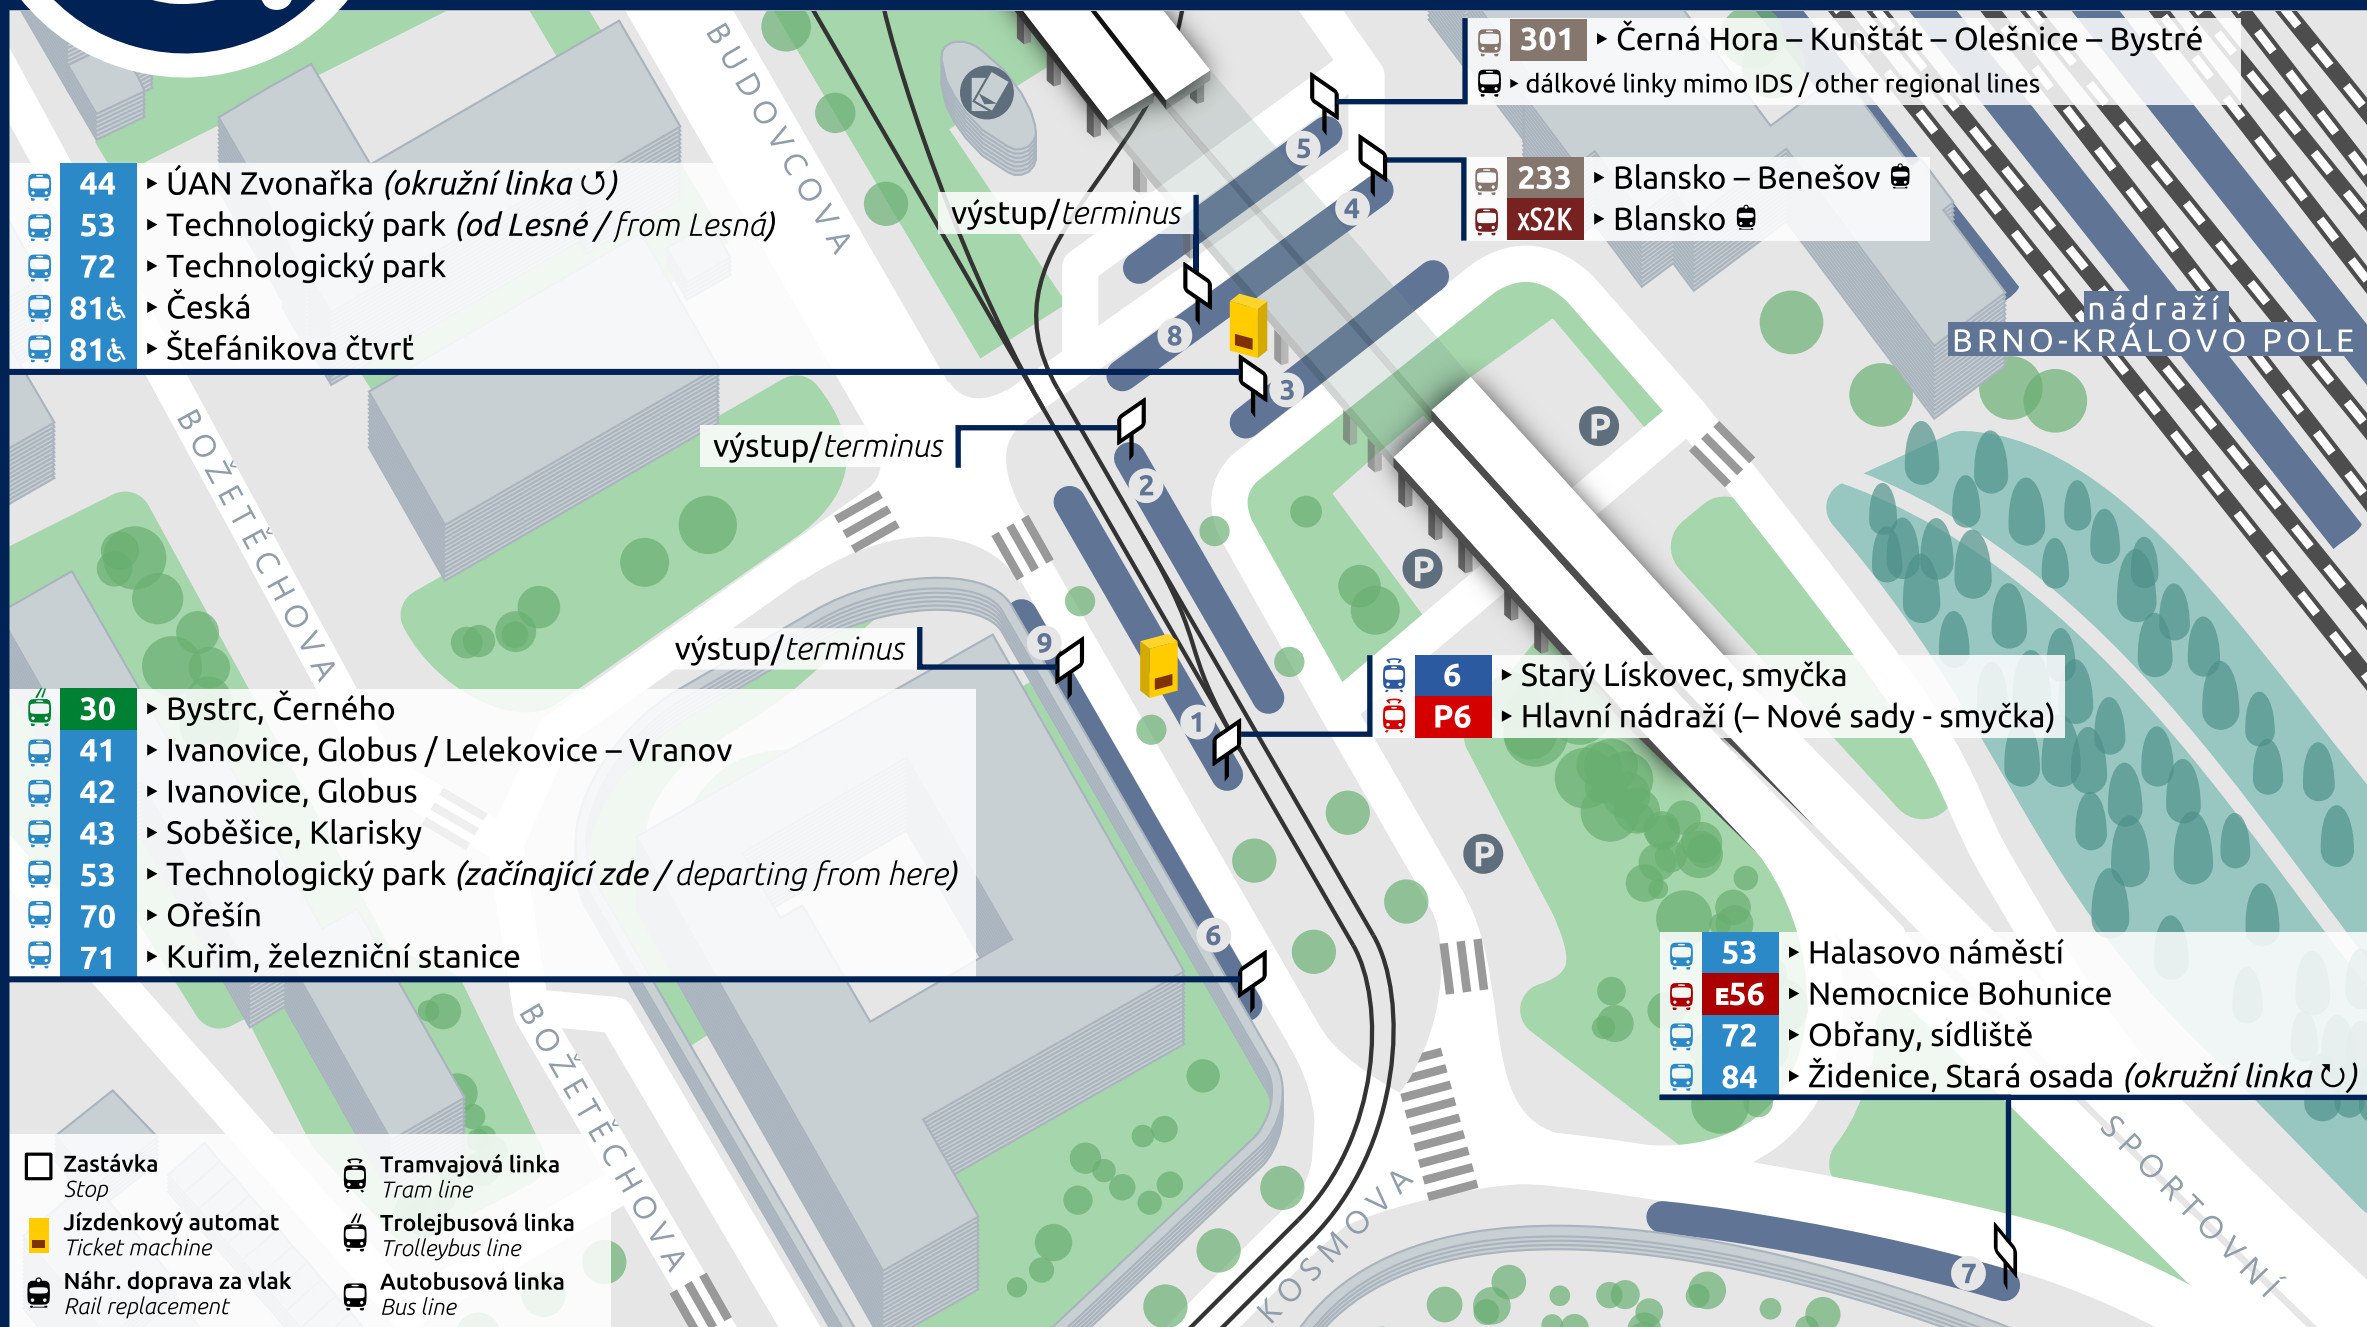 301 ▸ Černá Hora – Kunštát – Olešnice – Bystré
▸ dálkové linky mimo IDS / other regional lines
5
233 ▸ Blansko – Benešov
xS2K ▸ Blansko
4
BUDOVCOVA
44 ▸ ÚAN Zvonařka (okružní linka ↺)
53 ▸ Technologický park (od Lesné / from Lesná)
72 ▸ Technologický park
81 ▸ Česká
81 ▸ Štefánikova čtvrť
výstup/terminus
8
3
nádraží
BRNO-KRÁLOVO POLE
P
výstup/terminus
2
BOŽETĚCHOVA
P
výstup/terminus
9
1
6 ▸ Starý Lískovec, smyčka
P6 ▸ Hlavní nádraží (– Nové sady - smyčka)
30 ▸ Bystrc, Černého
41 ▸ Ivanovice, Globus / Lelekovice – Vranov
42 ▸ Ivanovice, Globus
43 ▸ Soběšice, Klarisky
53 ▸ Technologický park (začínající zde / departing from here)
70 ▸ Ořešín
71 ▸ Kuřim, železniční stanice
P
6
53 ▸ Halasovo náměstí
E56 ▸ Nemocnice Bohunice
72 ▸ Obřany, sídliště
84 ▸ Židenice, Stará osada (okružní linka ↻)
BOŽETĚCHOVA
KOSMOVA
SPORTOVNÍ
7
Zastávka
Stop
Jízdenkový automat
Ticket machine
Náhr. doprava za vlak
Rail replacement
Tramvajová linka
Tram line
Trolejbusová linka
Trolleybus line
Autobusová linka
Bus line